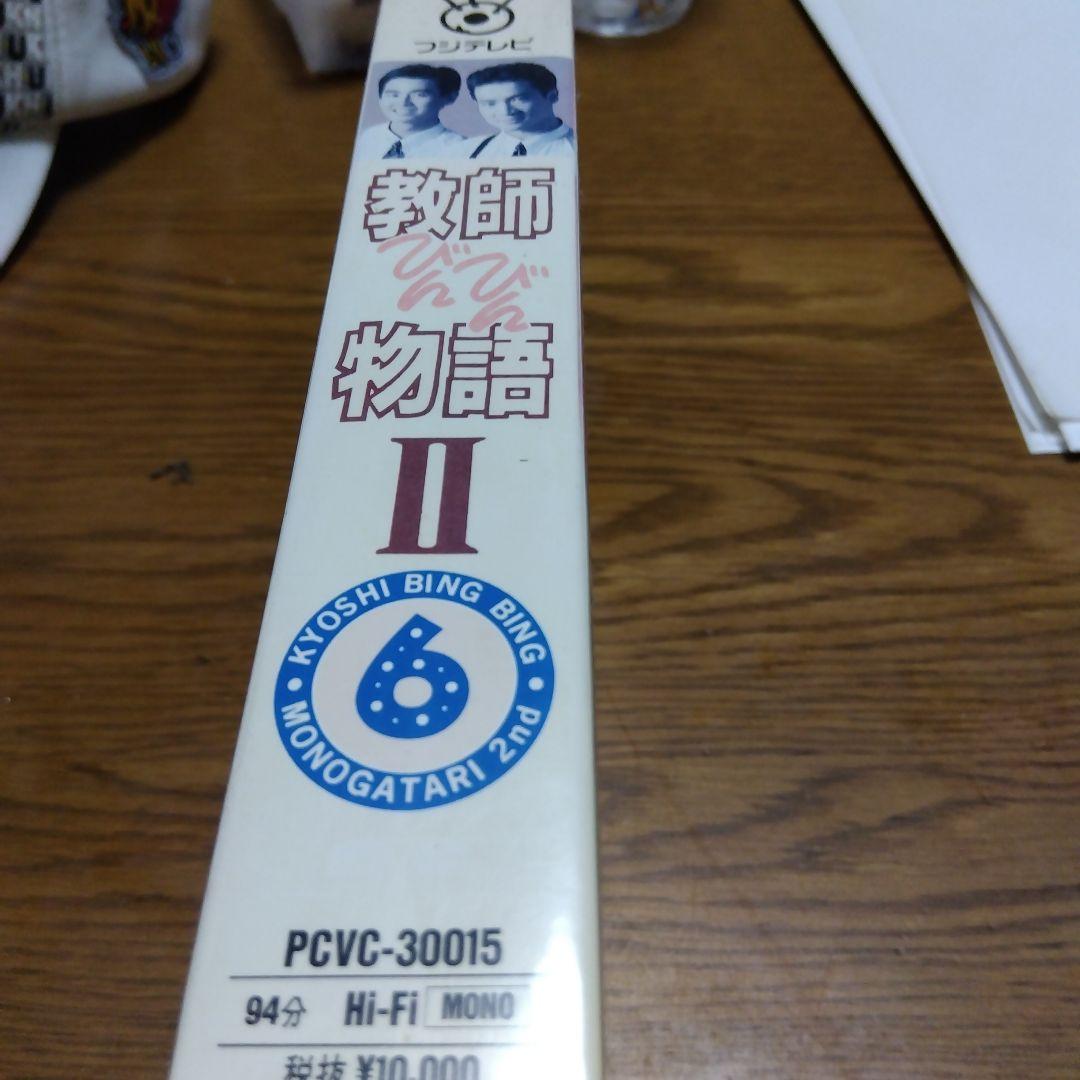 フジテレビ
教師
びんびん
物語
II
KYOSHI BING BING
6
MONOGATARI 2nd
PCVC-30015
94分 Hi-Fi MONO
税抜 ¥10,000